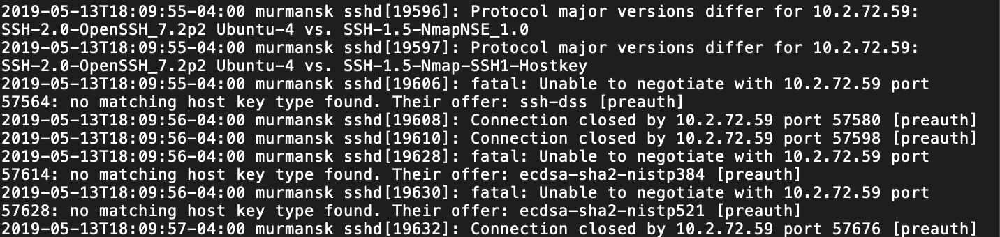 2019-05-13T18:09:55-04:00 murmansk sshd[19596]: Protocol major versions differ for 10.2.72.59:
SSH-2.0-OpenSSH_7.2p2 Ubuntu-4 vs. SSH-1.5-NmapNSE_1.0
2019-05-13T18:09:55-04:00 murmansk sshd[19597]: Protocol major versions differ for 10.2.72.59:
SSH-2.0-OpenSSH_7.2p2 Ubuntu-4 vs. SSH-1.5-Nmap-SSH1-Hostkey
2019-05-13T18:09:55-04:00 murmansk sshd[19606]: fatal: Unable to negotiate with 10.2.72.59 port
57564: no matching host key type found. Their offer: ssh-dss [preauth]
2019-05-13T18:09:56-04:00 murmansk sshd[19608]: Connection closed by 10.2.72.59 port 57580 [preauth]
2019-05-13T18:09:56-04:00 murmansk sshd[19610]: Connection closed by 10.2.72.59 port 57598 [preauth]
2019-05-13T18:09:56-04:00 murmansk sshd[19628]: fatal: Unable to negotiate with 10.2.72.59 port
57614: no matching host key type found. Their offer: ecdsa-sha2-nistp384 [preauth]
2019-05-13T18:09:56-04:00 murmansk sshd[19630]: fatal: Unable to negotiate with 10.2.72.59 port
57628: no matching host key type found. Their offer: ecdsa-sha2-nistp521 [preauth]
2019-05-13T18:09:57-04:00 murmansk sshd[19632]: Connection closed by 10.2.72.59 port 57676 [preauth]